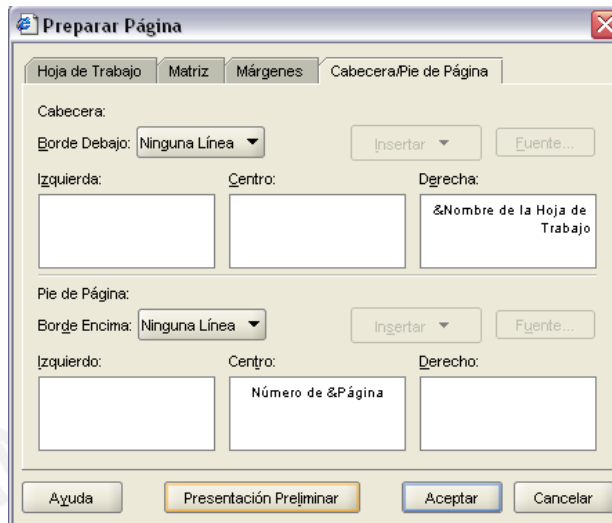 Preparar Página
Hoja de Trabajo Matriz Márgenes Cabecera/Pie de Página
Cabecera:
Borde Debajo: Ninguna Línea Insertar Fuente...
Izquierda: Centro: Derecha:
&Nombre de la Hoja de
Trabajo
Pie de Página:
Borde Encima: Ninguna Línea Insertar Fuente...
Izquierdo: Centro: Derecho:
Número de &Página
Ayuda Presentación Preliminar Aceptar Cancelar